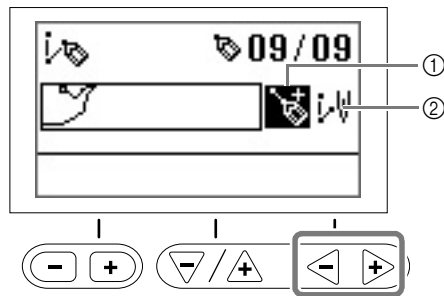 09/09
①
②
- + - / + - +